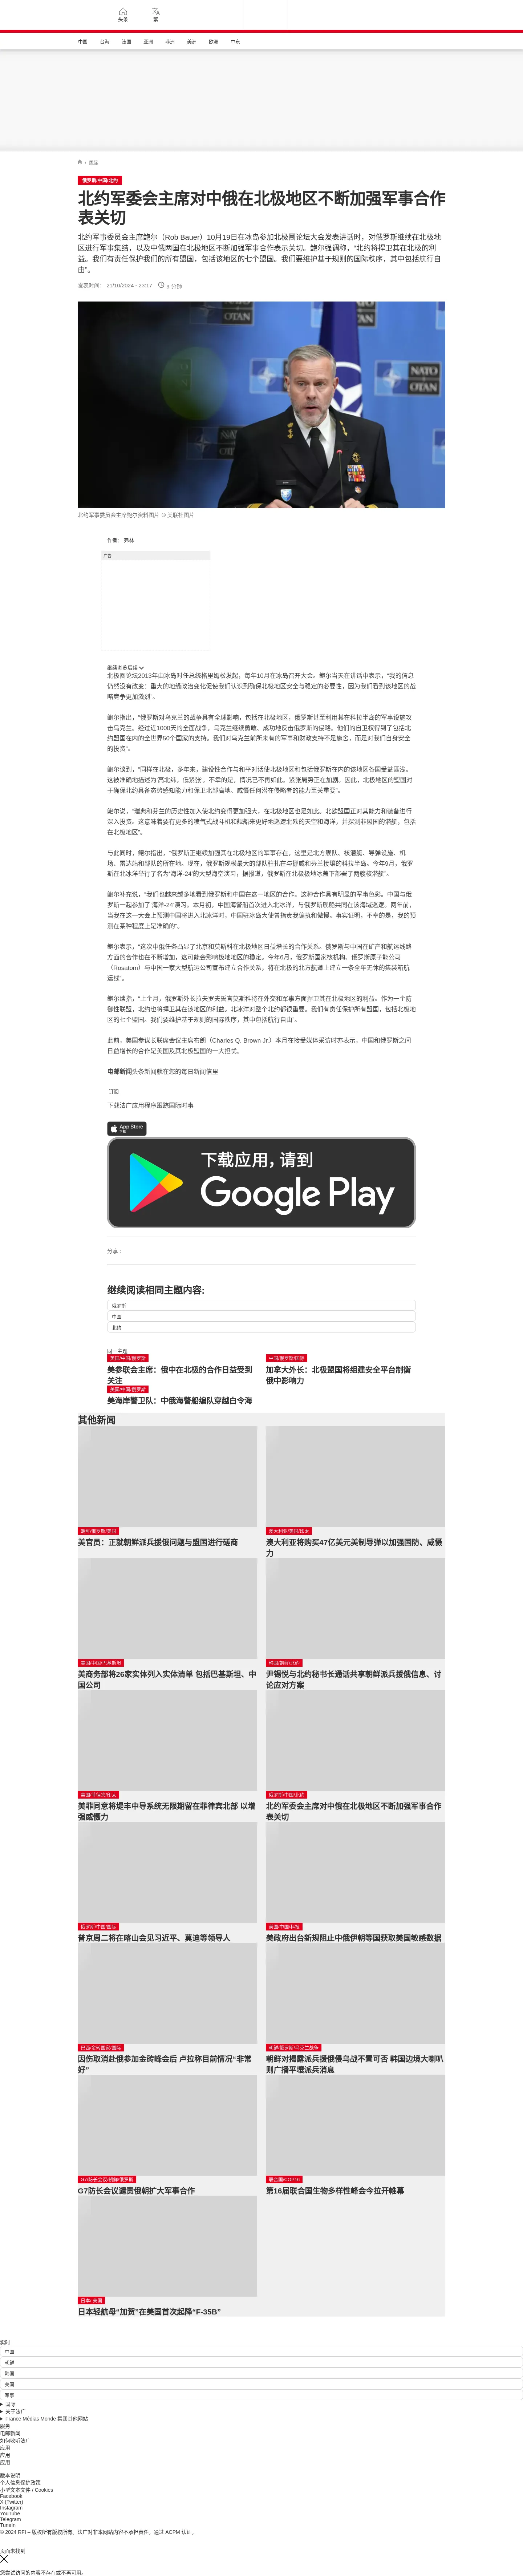 头条
繁
中国 台海 法国 亚洲 非洲 美洲 欧洲 中东
/ 国际
俄罗斯/中国/北约
北约军委会主席对中俄在北极地区不断加强军事合作
表关切
北约军事委员会主席鲍尔（Rob Bauer）10月19日在冰岛参加北极圈论坛大会发表讲话时，对俄罗斯继续在北极地
区进行军事集结，以及中俄两国在北极地区不断加强军事合作表示关切。鲍尔强调称，“北约将捍卫其在北极的利
益。我们有责任保护我们的所有盟国，包括该地区的七个盟国。我们要维护基于规则的国际秩序，其中包括航行自
由”。
发表时间： 21/10/2024 - 23:17 9 分钟
NATO
OTAN
北约军事委员会主席鲍尔资料图片 © 美联社图片
作者： 弗林
广告
继续浏览后续
北极圈论坛2013年由冰岛时任总统格里姆松发起，每年10月在冰岛召开大会。鲍尔当天在讲话中表示，“我的信息
仍然没有改变：重大的地缘政治变化促使我们认识到确保北极地区安全与稳定的必要性，因为我们看到该地区的战
略竞争更加激烈”。
鲍尔指出，“俄罗斯对乌克兰的战争具有全球影响，包括在北极地区，俄罗斯甚至利用其在科拉半岛的军事设施攻
击乌克兰。经过近1000天的全面战争，乌克兰继续勇敢、成功地反击俄罗斯的侵略。他们的自卫权得到了包括北
约盟国在内的全世界50个国家的支持。我们对乌克兰前所未有的军事和财政支持不是施舍，而是对我们自身安全
的投资”。
鲍尔谈到，“同样在北极，多年来，建设性合作与和平对话使北极地区和包括俄罗斯在内的该地区各国受益匪浅。
这被准确地描述为‘高北纬，低紧张’。不幸的是，情况已不再如此。紧张局势正在加剧。因此，北极地区的盟国对
于确保北约具备态势感知能力和保卫北部高地、威慑任何潜在侵略者的能力至关重要”。
鲍尔说，“瑞典和芬兰的历史性加入使北约变得更加强大，在北极地区也是如此。北欧盟国正对其能力和装备进行
深入投资。这意味着要有更多的喷气式战斗机和舰船来更好地巡逻北欧的天空和海洋，并探测非盟国的潜艇，包括
在北极地区”。
与此同时，鲍尔指出，“俄罗斯正继续加强其在北极地区的军事存在，这里是北方舰队、核潜艇、导弹设施、机
场、雷达站和部队的所在地。现在，俄罗斯规模最大的部队驻扎在与挪威和芬兰接壤的科拉半岛。今年9月，俄罗
斯在北冰洋举行了名为‘海洋-24’的大型海空演习，据报道，俄罗斯在北极极地冰盖下部署了两艘核潜艇”。
鲍尔补充说，“我们也越来越多地看到俄罗斯和中国在这一地区的合作。这种合作具有明显的军事色彩。中国与俄
罗斯一起参加了‘海洋-24’演习。本月初，中国海警船首次进入北冰洋，与俄罗斯舰船共同在该海域巡逻。两年前，
当我在这一大会上预测中国将进入北冰洋时，中国驻冰岛大使曾指责我偏执和傲慢。事实证明，不幸的是，我的预
测在某种程度上是准确的”。
鲍尔表示，“这次中俄任务凸显了北京和莫斯科在北极地区日益增长的合作关系。俄罗斯与中国在矿产和航运线路
方面的合作也在不断增加，这可能会影响极地地区的稳定。今年6月，俄罗斯国家核机构、俄罗斯原子能公司
（Rosatom）与中国一家大型航运公司宣布建立合作关系，将在北极的北方航道上建立一条全年无休的集装箱航
运线”。
鲍尔续指，“上个月，俄罗斯外长拉夫罗夫誓言莫斯科将在外交和军事方面捍卫其在北极地区的利益。作为一个防
御性联盟，北约也将捍卫其在该地区的利益。北冰洋对整个北约都很重要。我们有责任保护所有盟国，包括北极地
区的七个盟国。我们要维护基于规则的国际秩序，其中包括航行自由”。
此前，美国参谋长联席会议主席布朗（Charles Q. Brown Jr.）本月在接受媒体采访时亦表示，中国和俄罗斯之间
日益增长的合作是美国及其北极盟国的一大担忧。
电邮新闻头条新闻就在您的每日新闻信里
订阅
下载法广应用程序跟踪国际时事
App Store
下载
下载应用，请到
Google Play
分享 :
继续阅读相同主题内容:
俄罗斯
中国
北约
同一主题
美国/中国/俄罗斯
美参联会主席：俄中在北极的合作日益受到
关注
中国/俄罗斯/国际
加拿大外长：北极盟国将组建安全平台制衡
俄中影响力
美国/中国/俄罗斯
美海岸警卫队：中俄海警船编队穿越白令海
其他新闻
朝鲜/俄罗斯/美国
美官员：正就朝鲜派兵援俄问题与盟国进行磋商
澳大利亚/美国/印太
澳大利亚将购买47亿美元美制导弹以加强国防、威慑
力
美国/中国/巴基斯坦
美商务部将26家实体列入实体清单 包括巴基斯坦、中
国公司
韩国/朝鲜/北约
尹锡悦与北约秘书长通话共享朝鲜派兵援俄信息、讨
论应对方案
美国/菲律宾/印太
美菲同意将堤丰中导系统无限期留在菲律宾北部 以增
强威慑力
俄罗斯/中国/北约
北约军委会主席对中俄在北极地区不断加强军事合作
表关切
俄罗斯/中国/国际
普京周二将在喀山会见习近平、莫迪等领导人
美国/中国/科技
美政府出台新规阻止中俄伊朝等国获取美国敏感数据
巴西/金砖国家/国际
因伤取消赴俄参加金砖峰会后 卢拉称目前情况“非常
好”
朝鲜/俄罗斯/乌克兰战争
朝鲜对揭露派兵援俄侵乌战不置可否 韩国边境大喇叭
则广播平壤派兵消息
G7/防长会议/朝鲜/俄罗斯
G7防长会议谴责俄朝扩大军事合作
联合国/COP16
第16届联合国生物多样性峰会今拉开帷幕
日本/ 美国
日本轻航母“加贺”在美国首次起降“F-35B”
实时
中国
朝鲜
韩国
美国
军事
国际
关于法广
France Médias Monde 集团其他网站
服务
电邮新闻
如何收听法广
应用
应用
应用
版本说明
个人信息保护政策
小型文本文件 / Cookies
Facebook
X (Twitter)
Instagram
YouTube
Telegram
TuneIn
© 2024 RFI – 版权所有版权所有。法广对非本网站内容不承担责任。通过 ACPM 认证。
页面未找到
您尝试访问的内容不存在或不再可用。